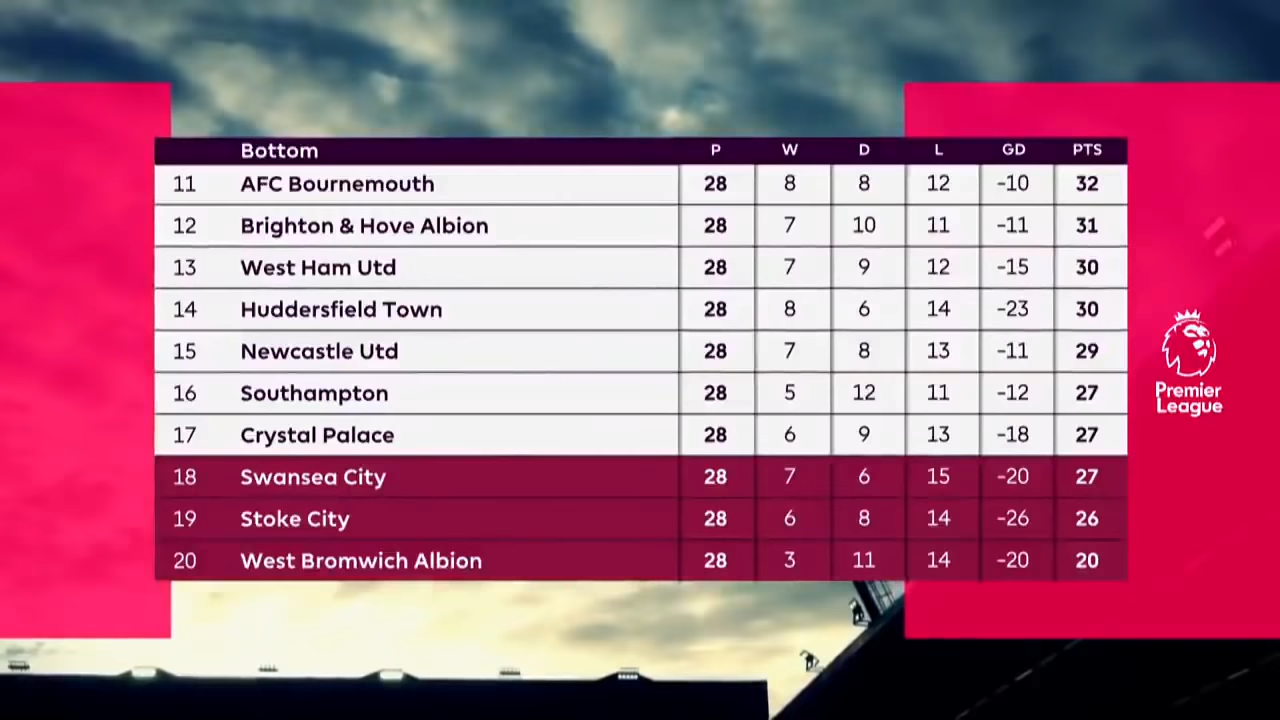 Bottom P W D L GD PTS
11 AFC Bournemouth 28 8 8 12 -10 32
12 Brighton & Hove Albion 28 7 10 11 -11 31
13 West Ham Utd 28 7 9 12 -15 30
14 Huddersfield Town 28 8 6 14 -23 30
15 Newcastle Utd 28 7 8 13 -11 29
16 Southampton 28 5 12 11 -12 27
17 Crystal Palace 28 6 9 13 -18 27
18 Swansea City 28 7 6 15 -20 27
19 Stoke City 28 6 8 14 -26 26
20 West Bromwich Albion 28 3 11 14 -20 20
Premier
League